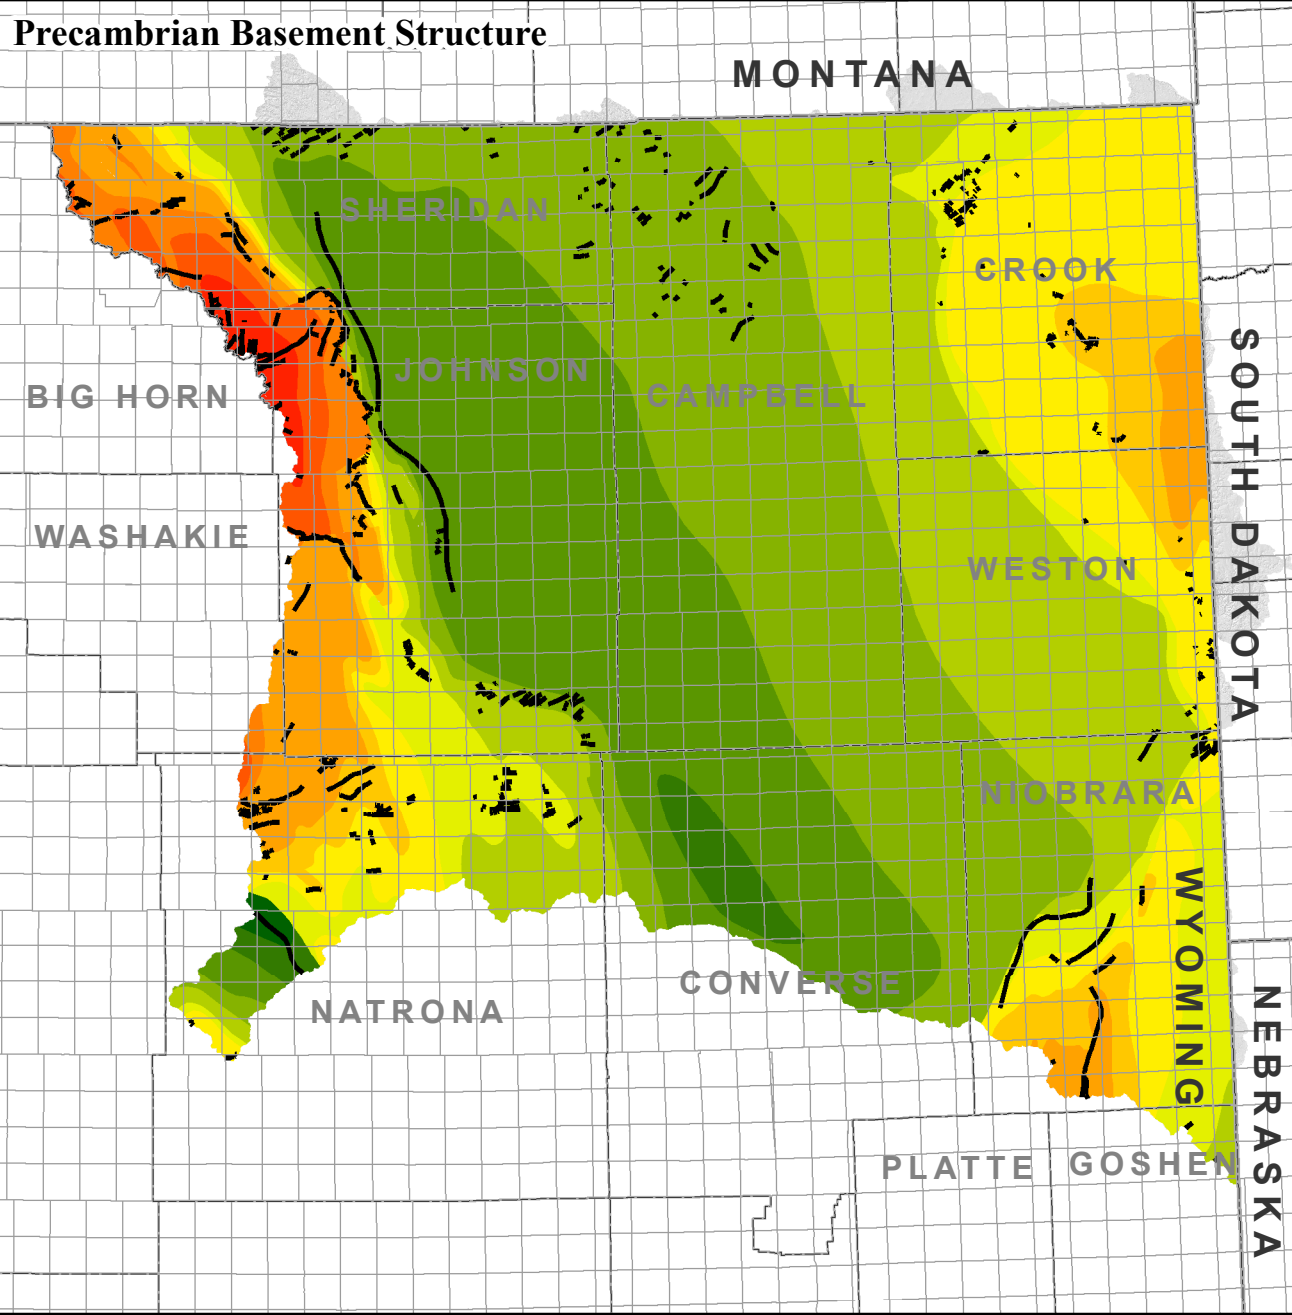 Precambrian Basement Structure
MONTANA
SHERIDAN
CROOK
JOHNSON
BIG HORN
CAMPBELL
SOUTH DAKOTA
WASHAKIE
WESTON
NIOBRARA
WYOMING
CONVERSE
NATRONA
NEBRASKA
PLATTE
GOSHEN